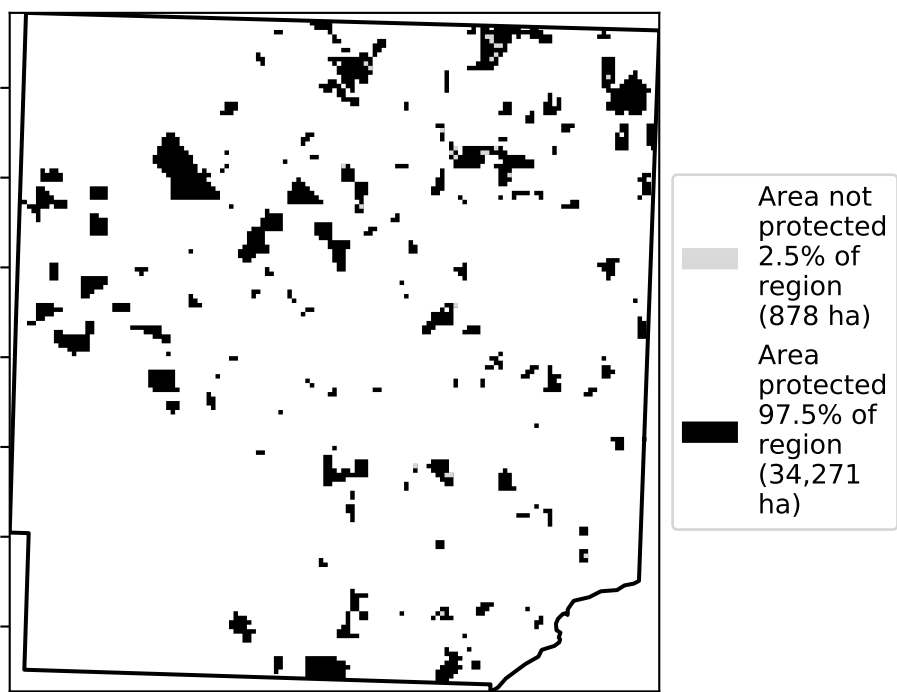 Area not
protected
2.5% of
region
(878 ha)
Area
protected
97.5% of
region
(34,271
ha)